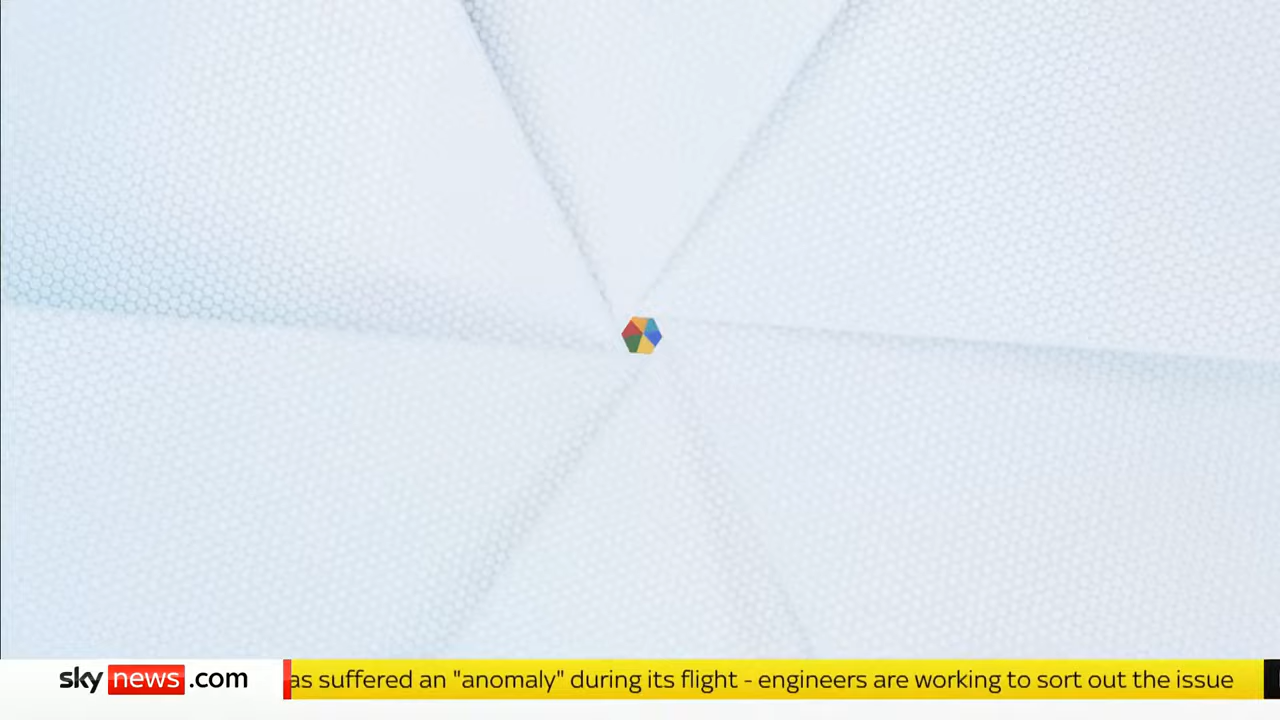 sky news .com
as suffered an "anomaly" during its flight - engineers are working to sort out the issue